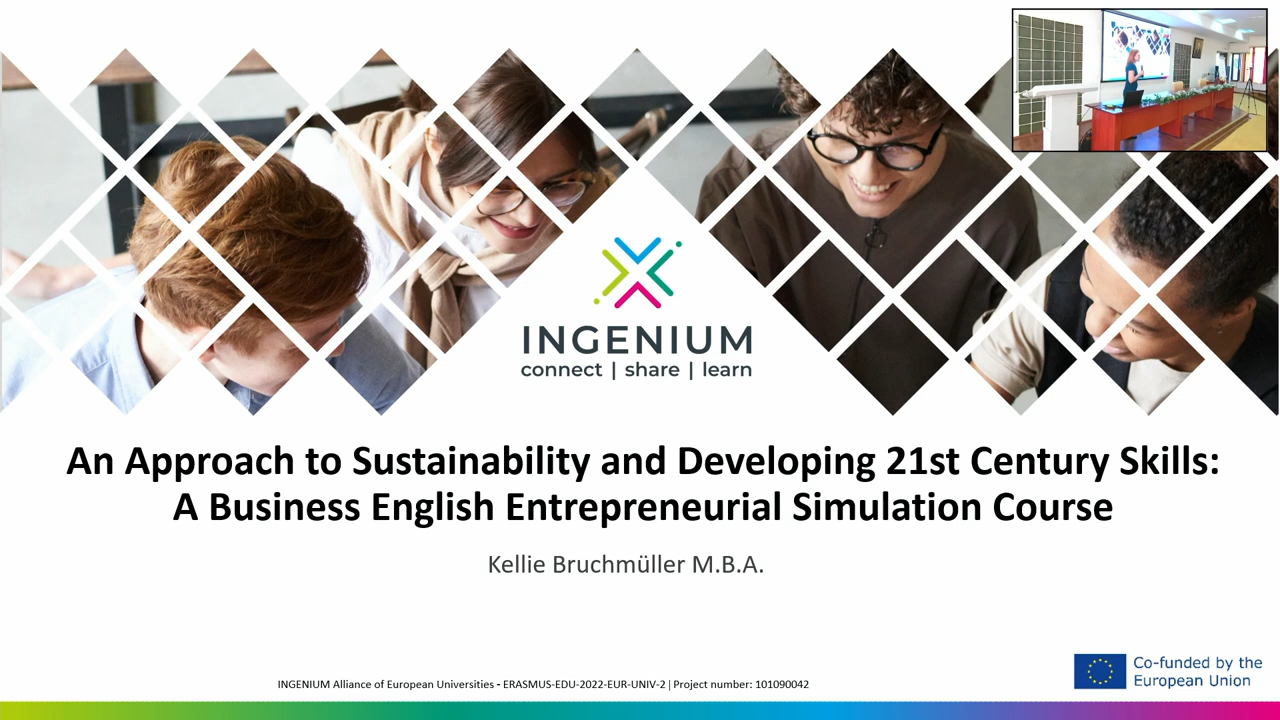 INGENIUM
connect | share | learn
An Approach to Sustainability and Developing 21st Century Skills:
A Business English Entrepreneurial Simulation Course
Kellie Bruchmüller M.B.A.
INGENIUM Alliance of European Universities - ERASMUS-EDU-2022-EUR-UNIV-2 | Project number: 101090042
Co-funded by the
European Union